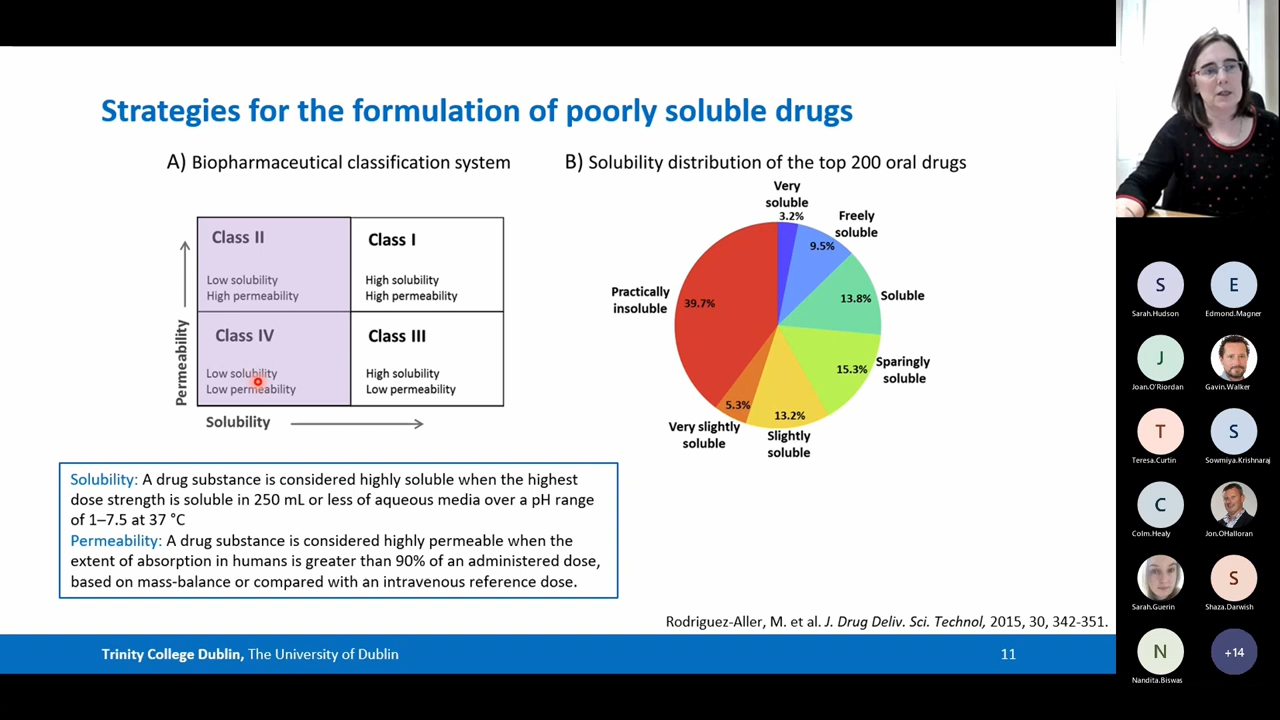 Strategies for the formulation of poorly soluble drugs
A) Biopharmaceutical classification system
Class II
Low solubility
High permeability
Class I
High solubility
High permeability
Class IV
Low solubility
Low permeability
Class III
High solubility
Low permeability
Permeability
Solubility
B) Solubility distribution of the top 200 oral drugs
Very
soluble
3.2%
Freely
soluble
9.5%
13.8%
Soluble
15.3%
Sparingly
soluble
13.2%
Slightly
soluble
5.3%
Very slightly
soluble
39.7%
Practically
insoluble
Solubility: A drug substance is considered highly soluble when the highest
dose strength is soluble in 250 mL or less of aqueous media over a pH range
of 1–7.5 at 37 °C
Permeability: A drug substance is considered highly permeable when the
extent of absorption in humans is greater than 90% of an administered dose,
based on mass-balance or compared with an intravenous reference dose.
Rodriguez-Aller, M. et al. J. Drug Deliv. Sci. Technol, 2015, 30, 342-351.
Trinity College Dublin, The University of Dublin
11
S
Sarah.Hudson
E
Edmond.Magner
J
Joan.O'Riordan
Gavin.Walker
T
Teresa.Curtin
S
Sowmiya.Krishnaraj
C
Colm.Healy
Jon.OHalloran
Sarah.Guerin
S
Shaza.Darwish
N
Nandita.Biswas
+14